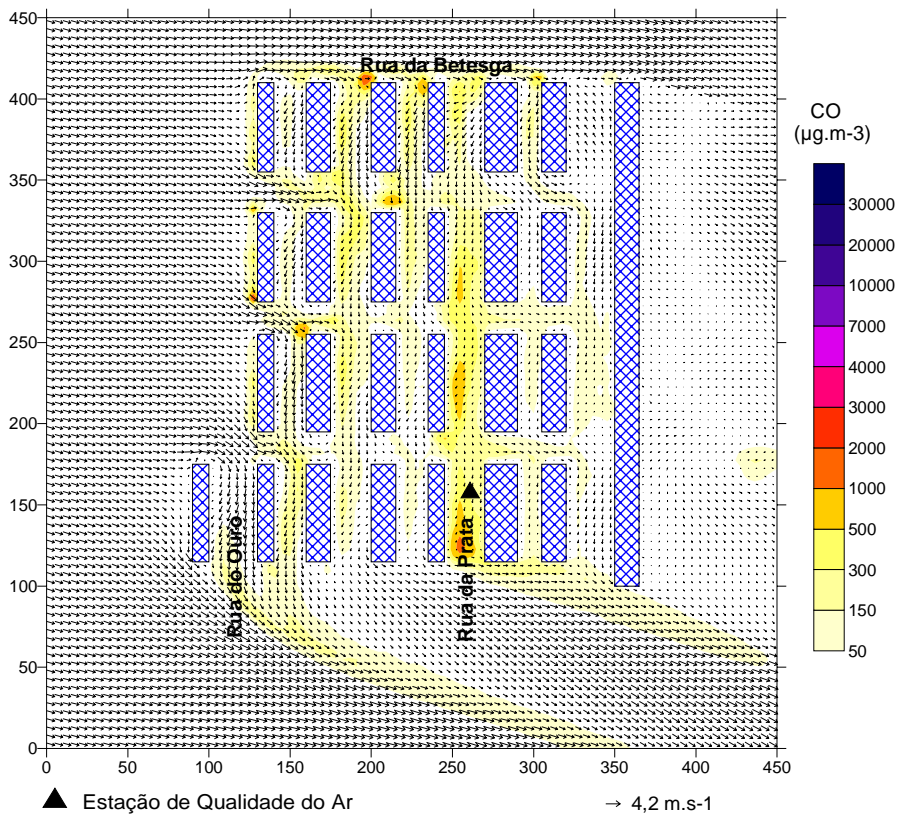 450
400
350
300
250
200
150
100
50
0
0 50 100 150 200 250 300 350 400 450
Rua da Betesga
Rua do Ouro
Rua da Prata
CO
(µg.m-3)
30000
20000
10000
7000
4000
3000
2000
1000
500
300
150
50
Estação de Qualidade do Ar
→ 4,2 m.s-1